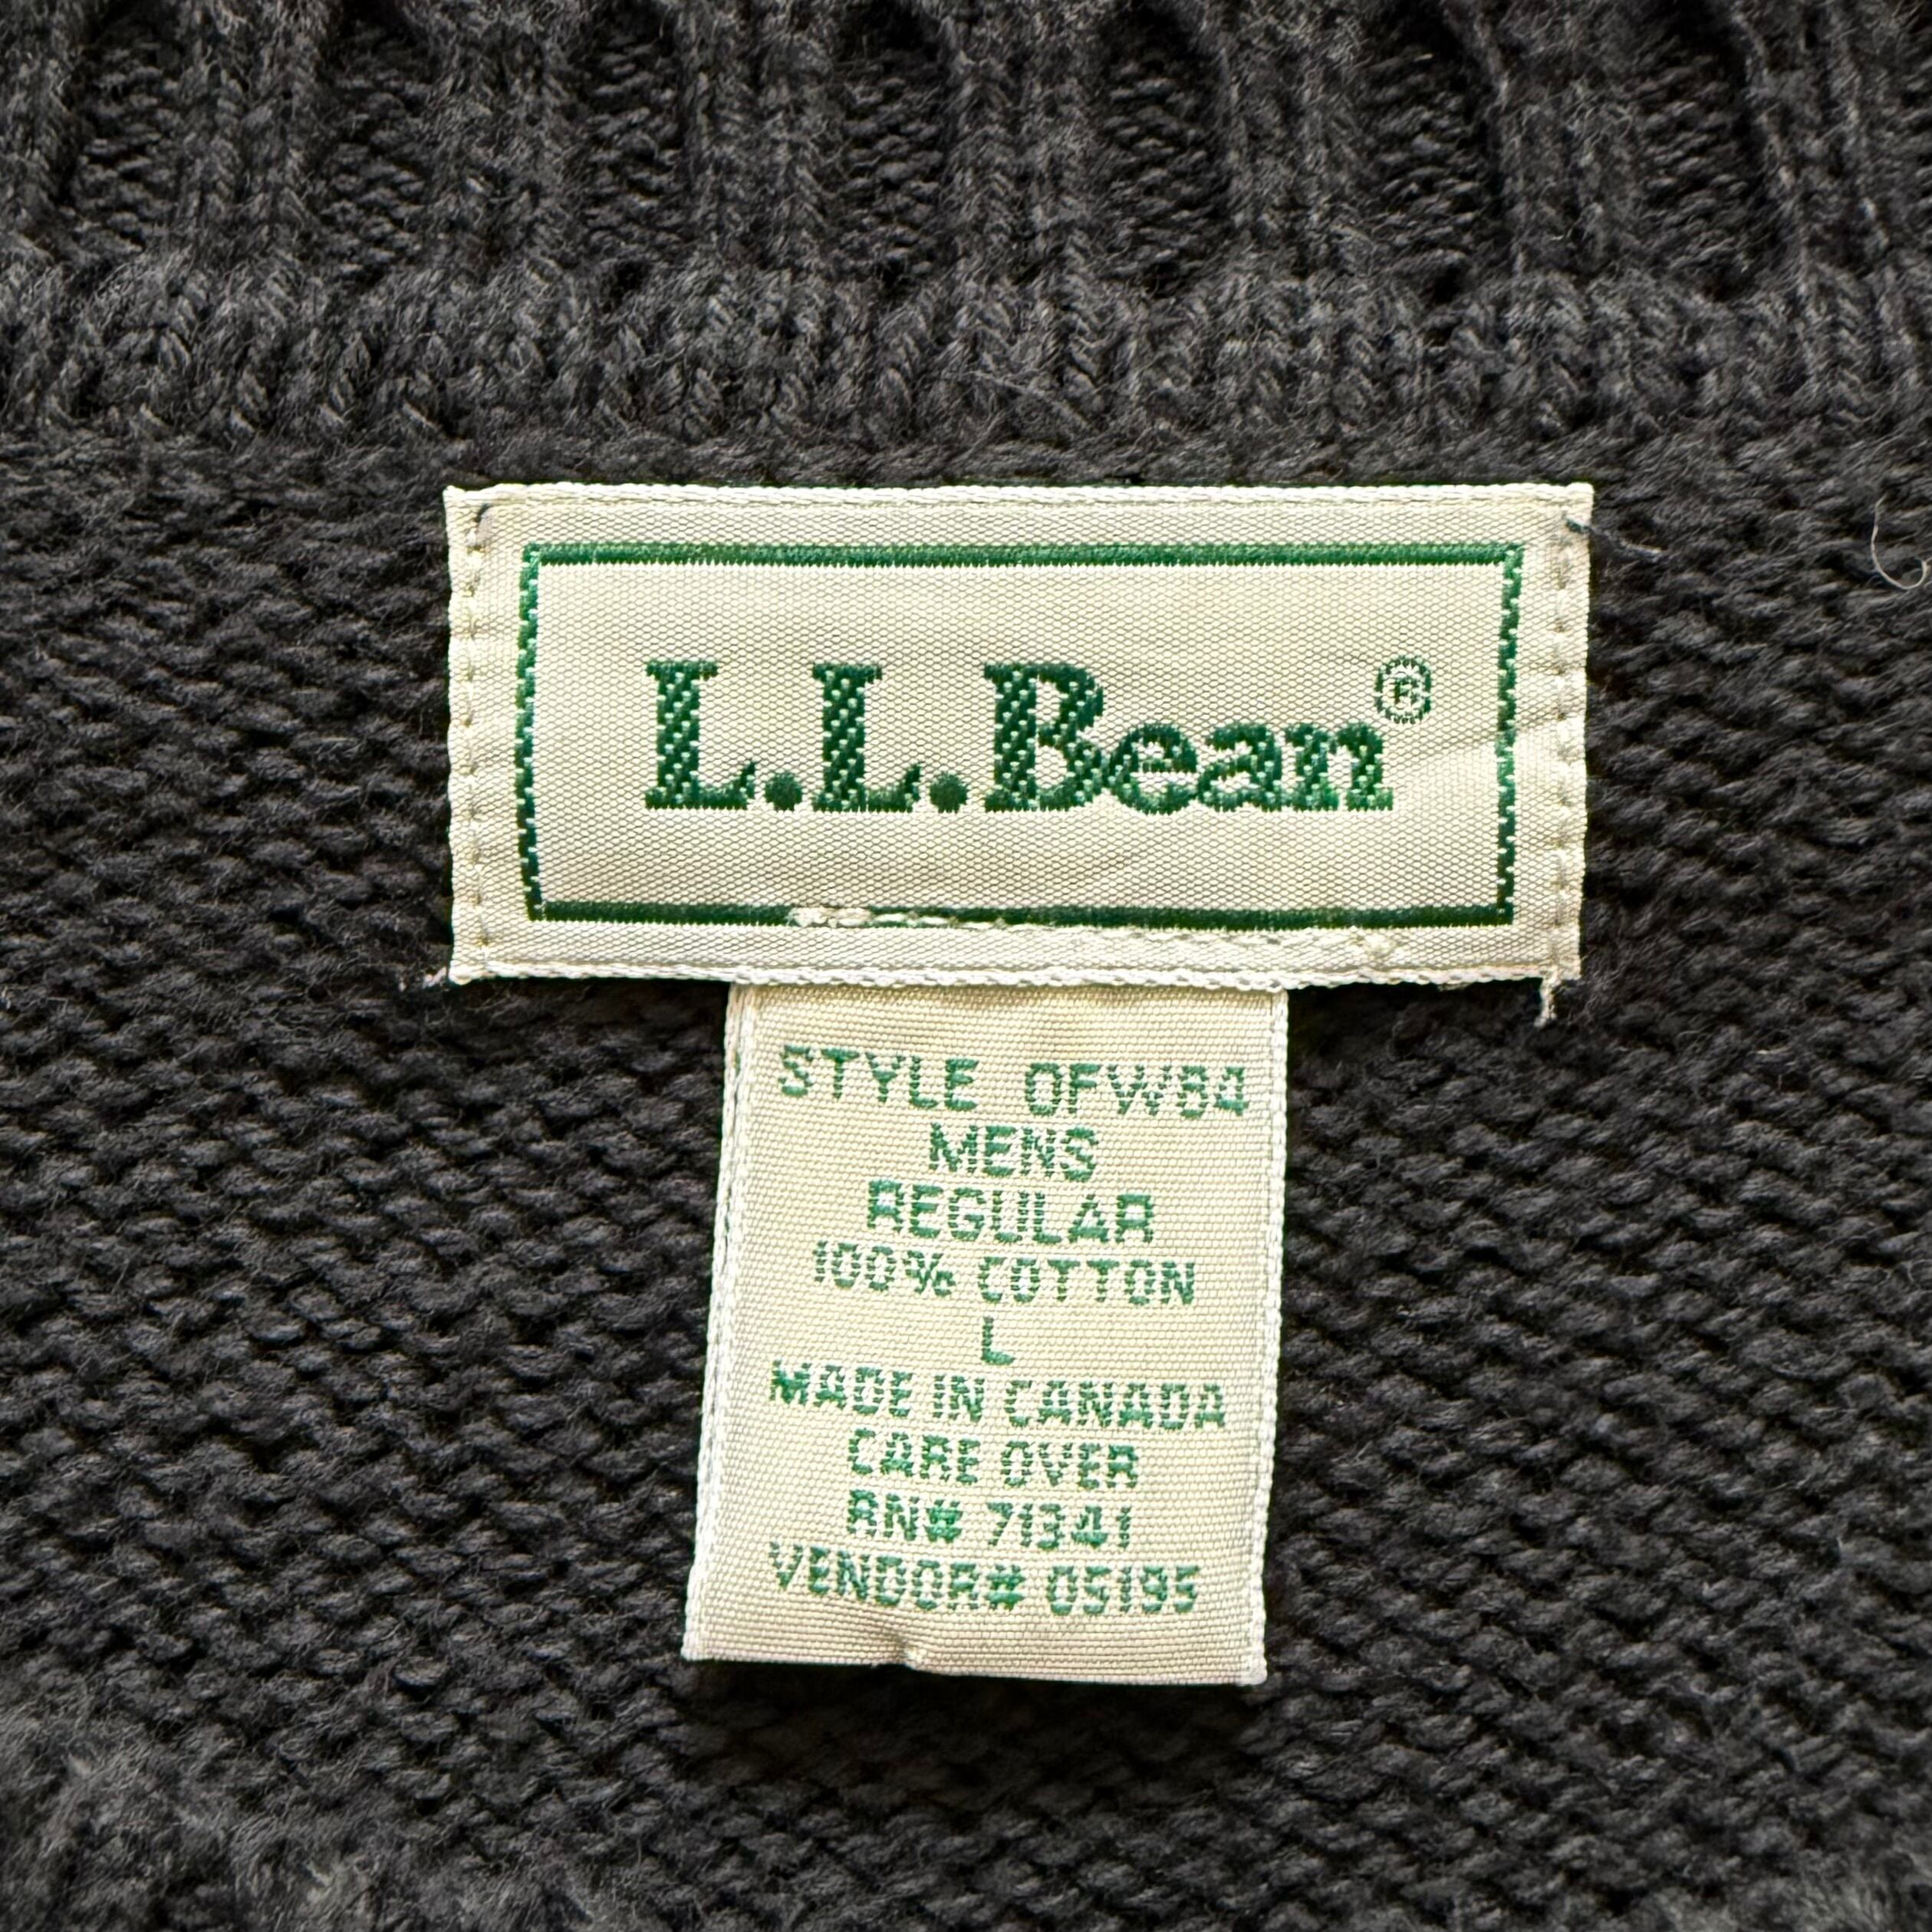 L.L.Bean®
STYLE 0FW84
MENS
REGULAR
100% COTTON
L
MADE IN CANADA
CARE OVER
RN# 71341
VENDOR# 05195